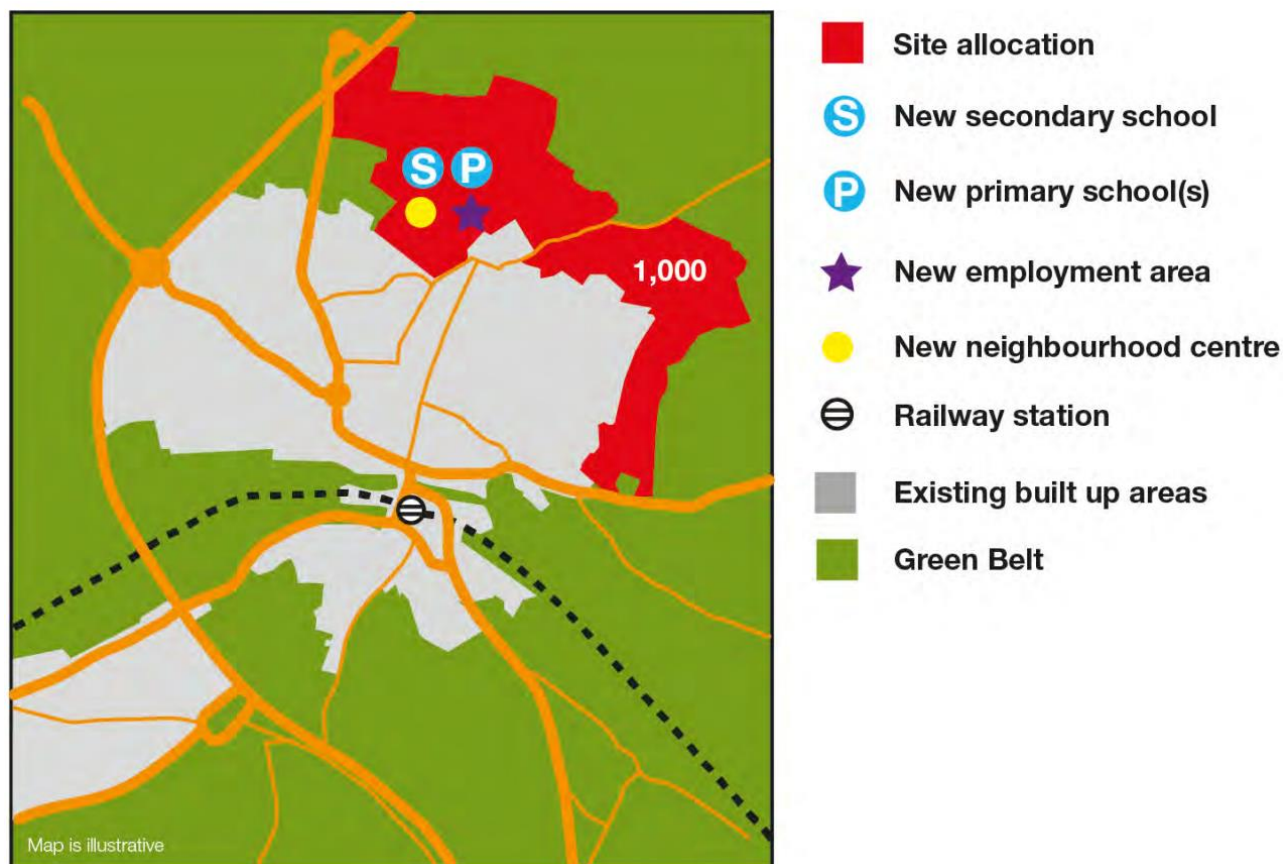 Site allocation
S New secondary school
P New primary school(s)
New employment area
New neighbourhood centre
Railway station
Existing built up areas
Green Belt
S P
1,000
Map is illustrative